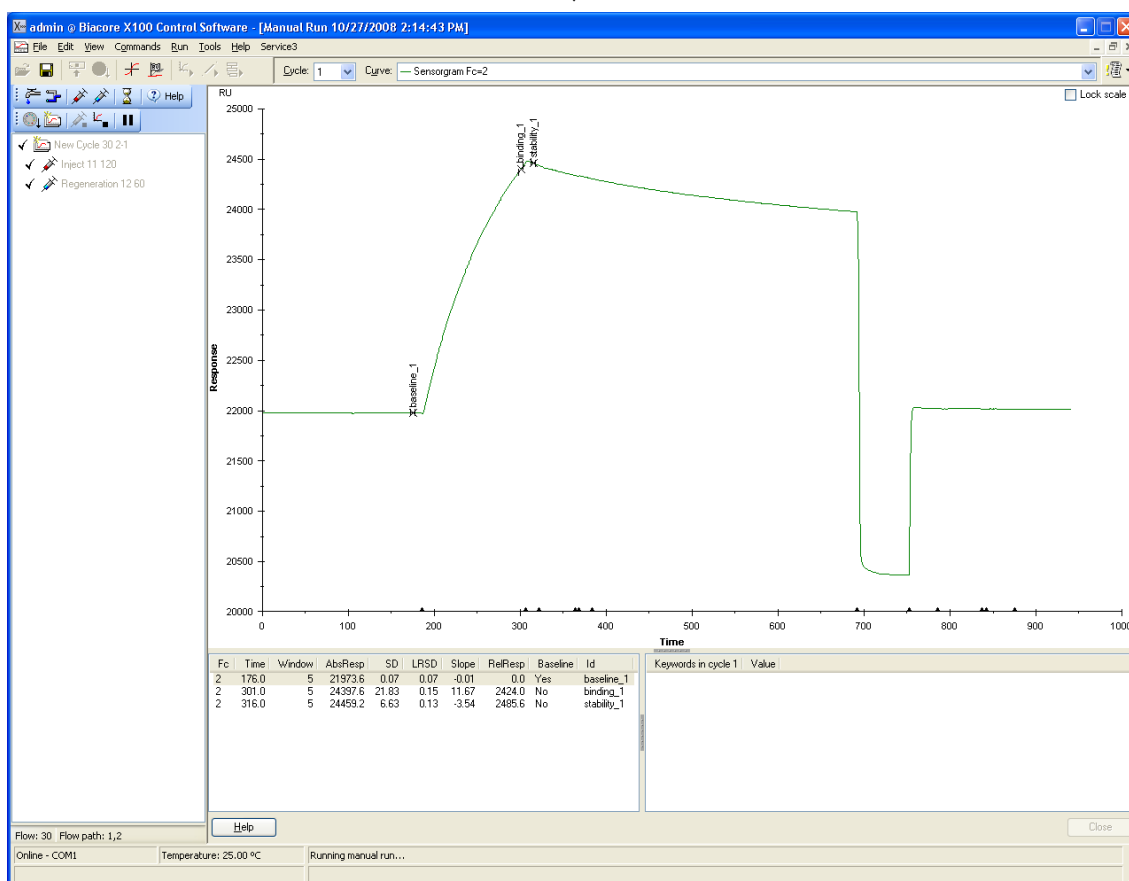 admin @ Biacore X100 Control Software - [Manual Run 10/27/2008 2:14:43 PM]
File Edit View Commands Run Tools Help Service3
Cycle: 1 Curve: — Sensorgram Fc=2
Help
New Cycle 30 2-1
Inject 11 120
Regeneration 12 60
RU
Lock scale
25000
24500
24000
23500
23000
22500
22000
21500
21000
20500
20000
Response
baseline_1
binding_1
stability_1
0 100 200 300 400 500 600 700 800 900 1000
Time
Fc Time Window AbsResp SD LRSD Slope RelResp Baseline Id
2 176.0 5 21973.6 0.07 0.07 -0.01 0.0 Yes baseline_1
2 301.0 5 24397.6 21.83 0.15 11.67 2424.0 No binding_1
2 316.0 5 24459.2 6.63 0.13 -3.54 2485.6 No stability_1
Keywords in cycle 1 Value
Help
Close
Flow: 30 Flow path: 1,2
Online - COM1 Temperature: 25.00 ºC Running manual run...